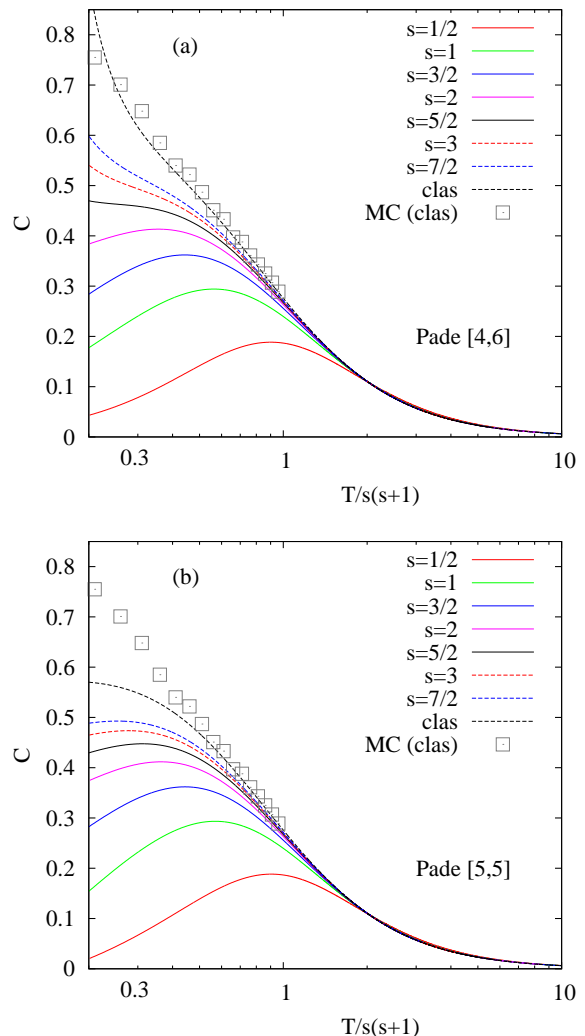 (a)
s=1/2
s=1
s=3/2
s=2
s=5/2
s=3
s=7/2
clas
MC (clas)
Pade [4,6]
C
0.8
0.7
0.6
0.5
0.4
0.3
0.2
0.1
0
0.3
1
10
T/s(s+1)
(b)
s=1/2
s=1
s=3/2
s=2
s=5/2
s=3
s=7/2
clas
MC (clas)
Pade [5,5]
C
0.8
0.7
0.6
0.5
0.4
0.3
0.2
0.1
0
0.3
1
10
T/s(s+1)